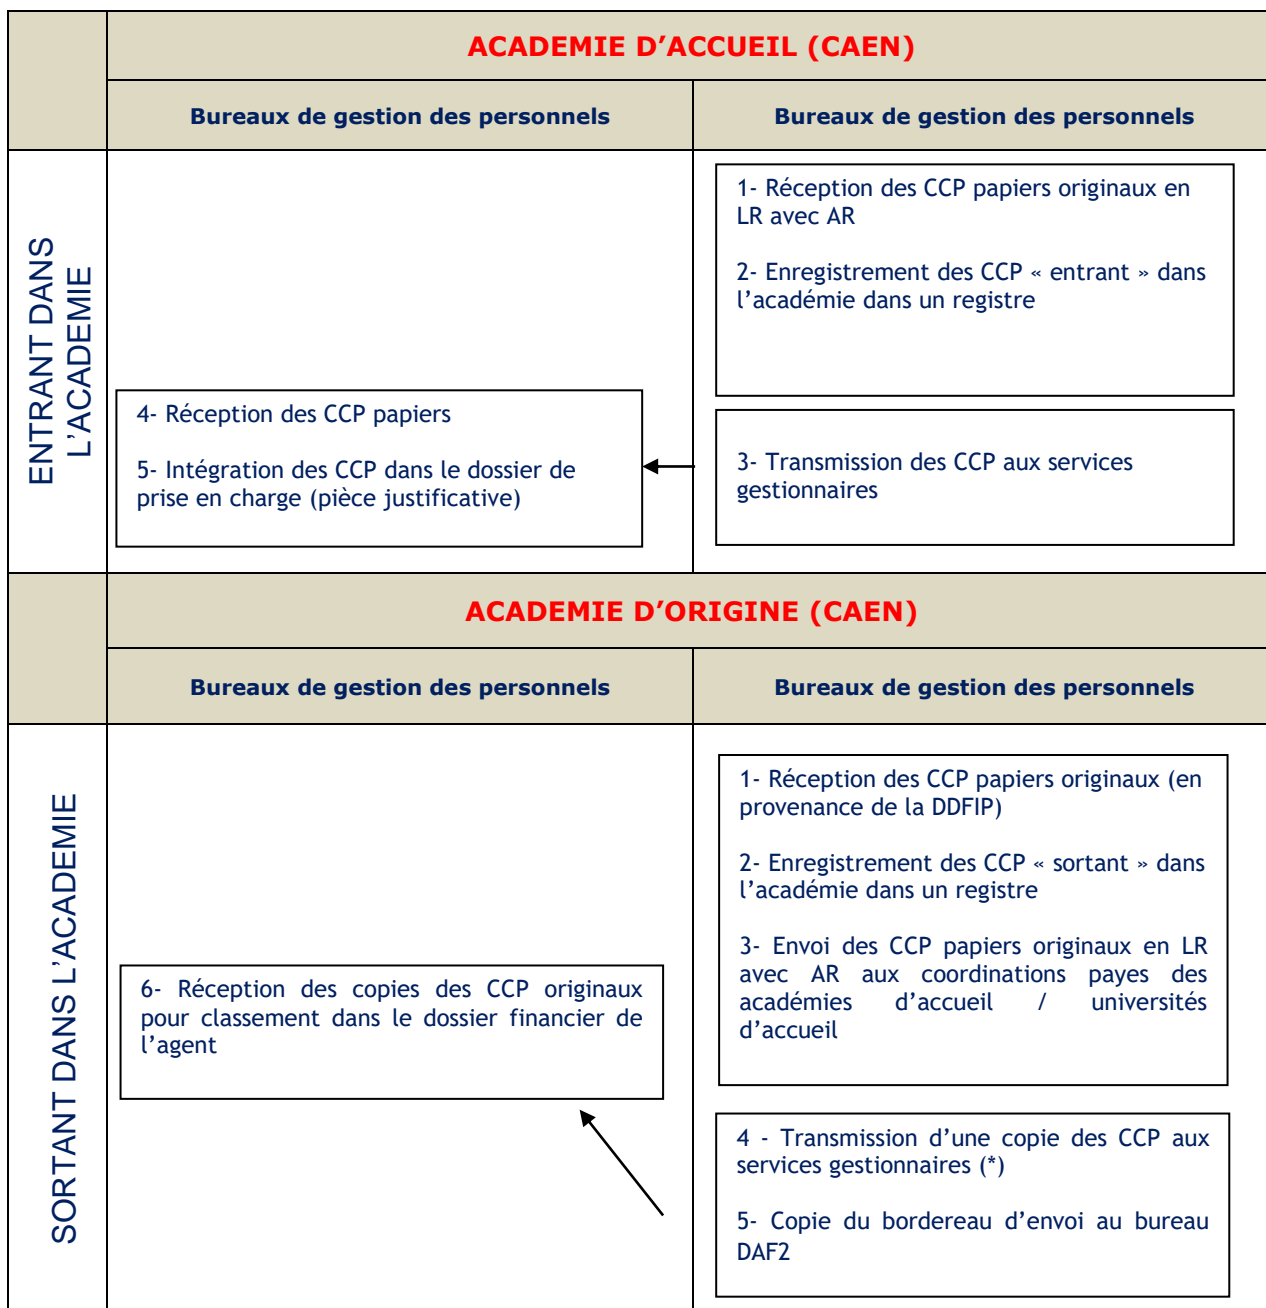 ACADEMIE D’ACCUEIL (CAEN)
Bureaux de gestion des personnels
Bureaux de gestion des personnels
ENTRANT DANS
L’ACADEMIE
1- Réception des CCP papiers originaux en
LR avec AR
2- Enregistrement des CCP « entrant » dans
l’académie dans un registre
3- Transmission des CCP aux services
gestionnaires
4- Réception des CCP papiers
5- Intégration des CCP dans le dossier de
prise en charge (pièce justificative)
ACADEMIE D’ORIGINE (CAEN)
Bureaux de gestion des personnels
Bureaux de gestion des personnels
SORTANT DANS L’ACADEMIE
1- Réception des CCP papiers originaux (en
provenance de la DDFIP)
2- Enregistrement des CCP « sortant » dans
l’académie dans un registre
3- Envoi des CCP papiers originaux en LR
avec AR aux coordinations payes des
académies d’accueil / universités
d’accueil
4 - Transmission d’une copie des CCP aux
services gestionnaires (*)
5- Copie du bordereau d’envoi au bureau
DAF2
6- Réception des copies des CCP originaux
pour classement dans le dossier financier de
l’agent